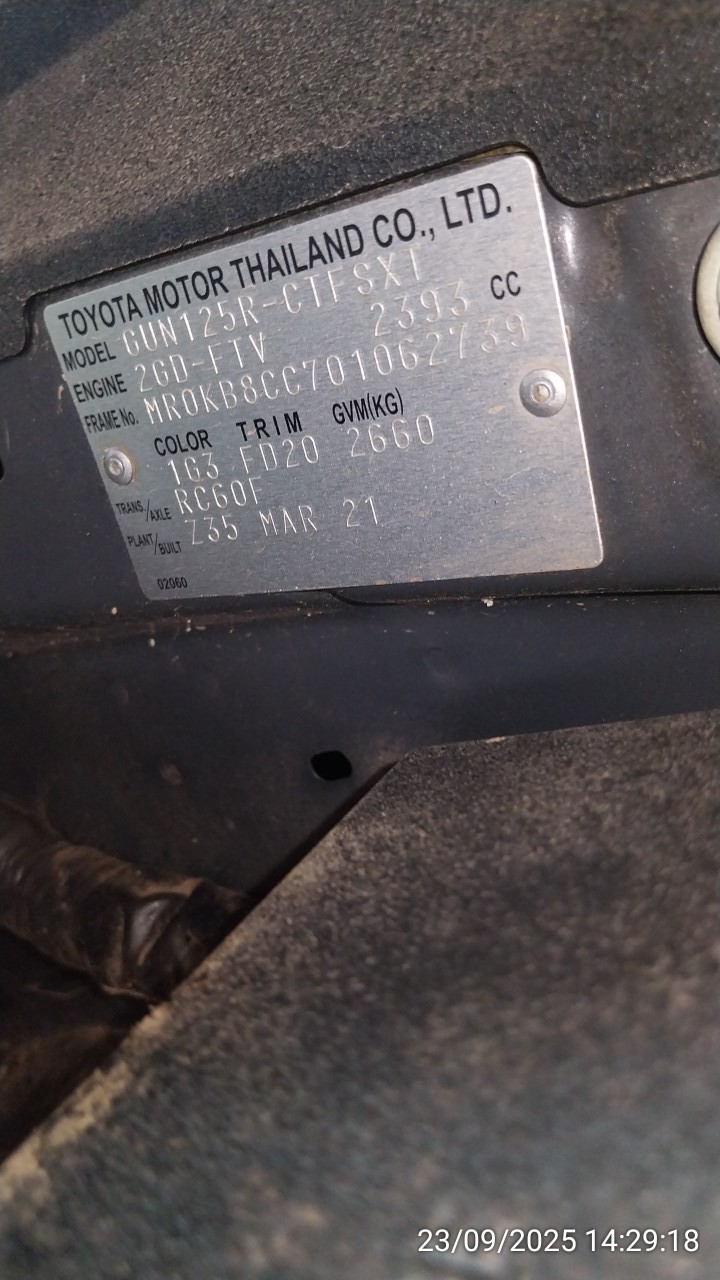 TOYOTA MOTOR THAILAND CO., LTD.
MODEL GUN125R-CTFSXT
ENGINE 2GD-FTV 2393 CC
FRAME No. MR0KB8CC701062739
COLOR TRIM GVM(KG)
1G3 FD20 2660
TRANS./AXLE RC60F
PLANT/BUILT Z35 MAR 21
02060
23/09/2025 14:29:18